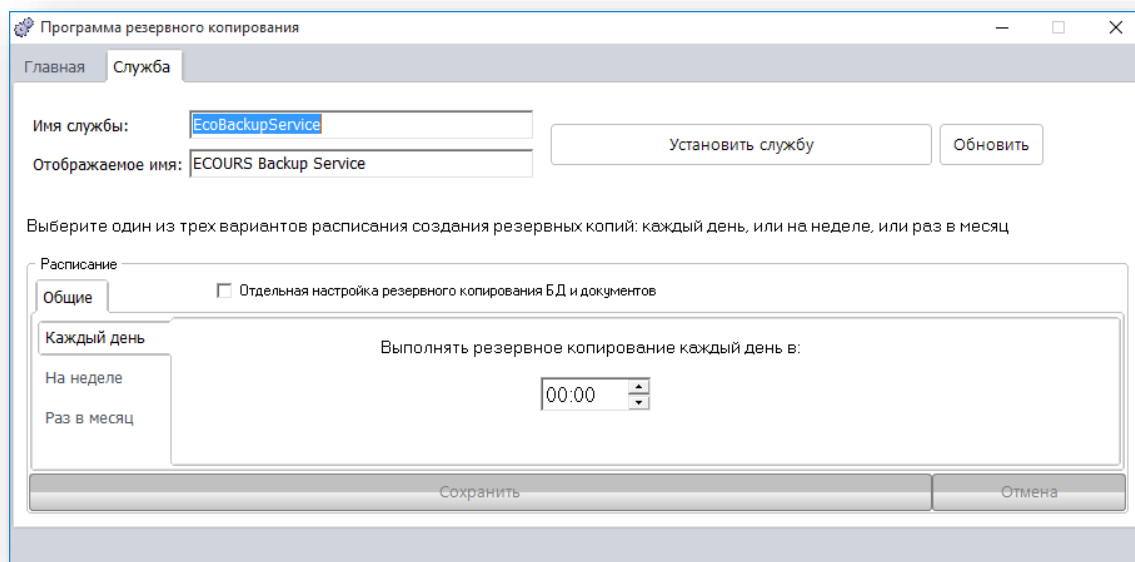 Программа резервного копирования
Главная Служба
Имя службы: EcoBackupService
Отображаемое имя: ECOURS Backup Service
Установить службу Обновить
Выберите один из трех вариантов расписания создания резервных копий: каждый день, или на неделе, или раз в месяц
Расписание
Общие Отдельная настройка резервного копирования БД и документов
Каждый день
На неделе
Раз в месяц
Выполнять резервное копирование каждый день в:
00:00
Сохранить Отмена